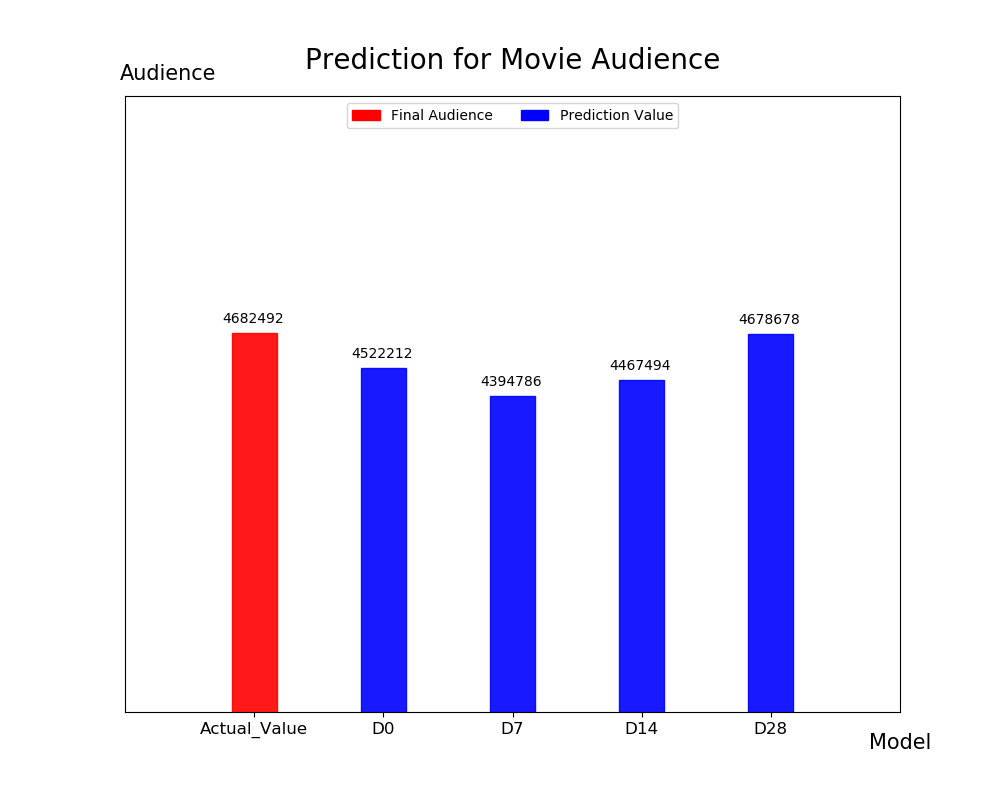 Prediction for Movie Audience
Audience
Final Audience
Prediction Value
4682492
4522212
4394786
4467494
4678678
Actual_Value
D0
D7
D14
D28
Model